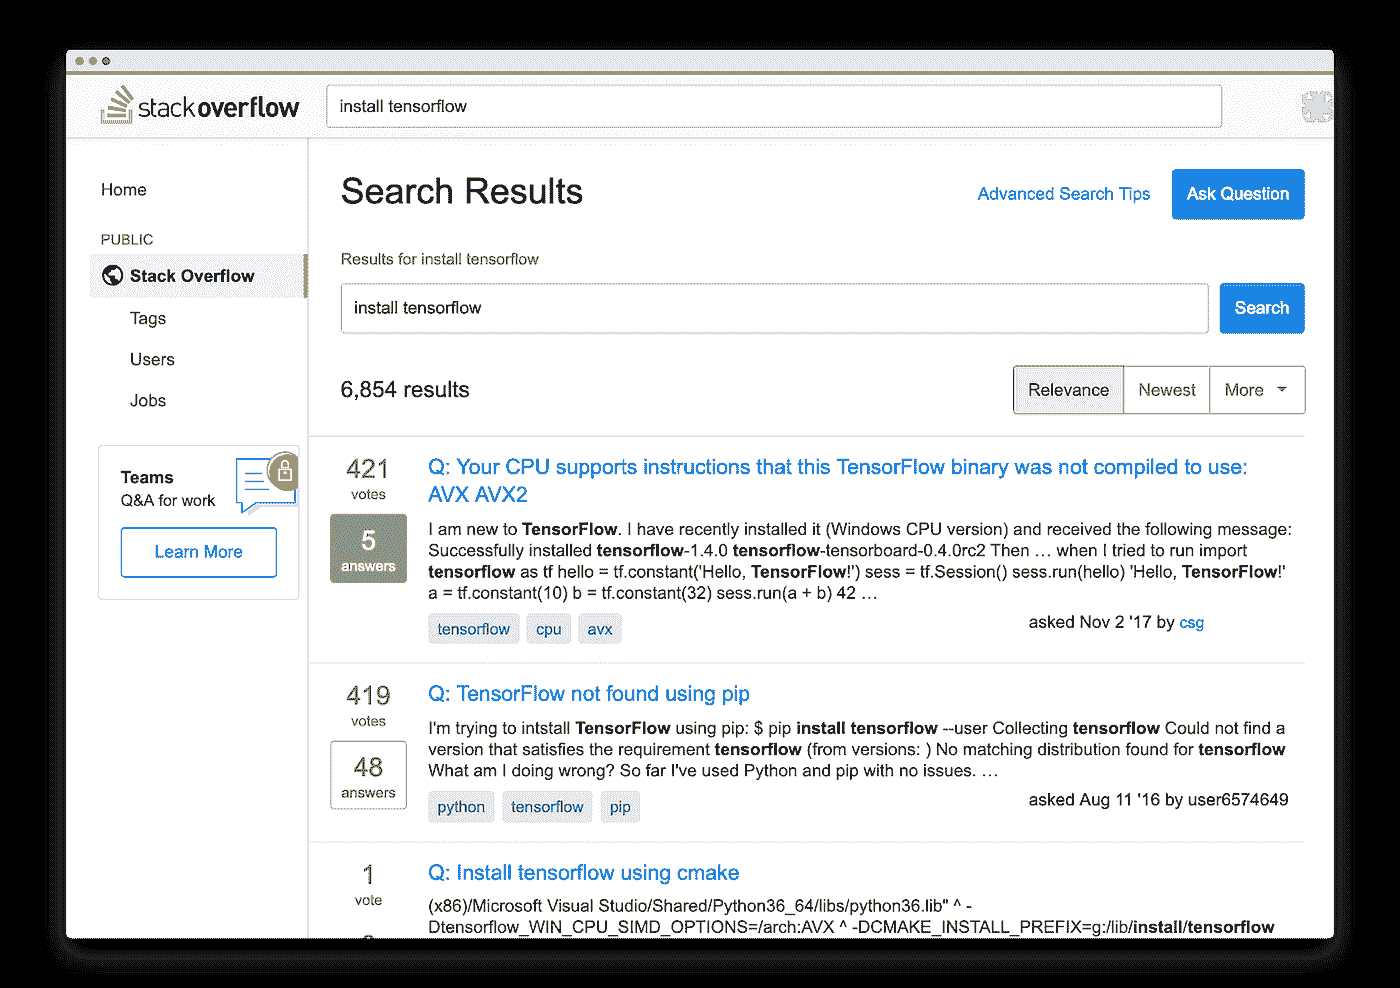 stackoverflow
install tensorflow
Home
PUBLIC
Stack Overflow
Tags
Users
Jobs
Teams
Q&A for work
Learn More
Search Results
Advanced Search Tips
Ask Question
Results for install tensorflow
install tensorflow
Search
6,854 results
Relevance
Newest
More
421
votes
5
answers
Q: Your CPU supports instructions that this TensorFlow binary was not compiled to use:
AVX AVX2
I am new to TensorFlow. I have recently installed it (Windows CPU version) and received the following message:
Successfully installed tensorflow-1.4.0 tensorflow-tensorboard-0.4.0rc2 Then … when I tried to run import
tensorflow as tf hello = tf.constant('Hello, TensorFlow!') sess = tf.Session() sess.run(hello) 'Hello, TensorFlow!'
a = tf.constant(10) b = tf.constant(32) sess.run(a + b) 42 …
tensorflow
cpu
avx
asked Nov 2 '17 by csg
419
votes
48
answers
Q: TensorFlow not found using pip
I'm trying to intstall TensorFlow using pip: $ pip install tensorflow --user Collecting tensorflow Could not find a
version that satisfies the requirement tensorflow (from versions: ) No matching distribution found for tensorflow
What am I doing wrong? So far I've used Python and pip with no issues. …
python
tensorflow
pip
asked Aug 11 '16 by user6574649
1
vote
Q: Install tensorflow using cmake
(x86)/Microsoft Visual Studio/Shared/Python36_64/libs/python36.lib" ^ -
Dtensorflow_WIN_CPU_SIMD_OPTIONS=/arch:AVX ^ -DCMAKE_INSTALL_PREFIX=g:/lib/install/tensorflow